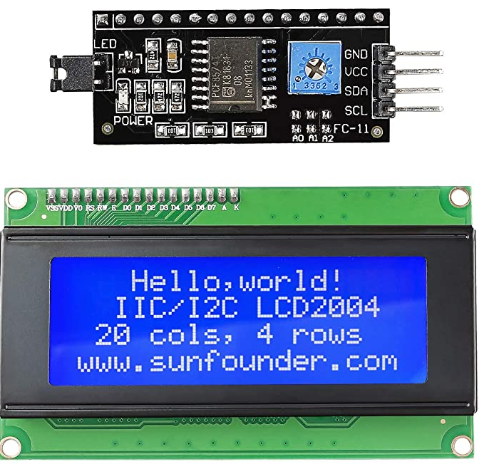 LED
GND
VCC
SDA
SCL
POWER
FC-11
A0 A1 A2
VSS VDD V0 RS RW E D0 D1 D2 D3 D4 D5 D6 D7 A K
Hello,world!
IIC/I2C LCD2004
20 cols, 4 rows
www.sunfounder.com